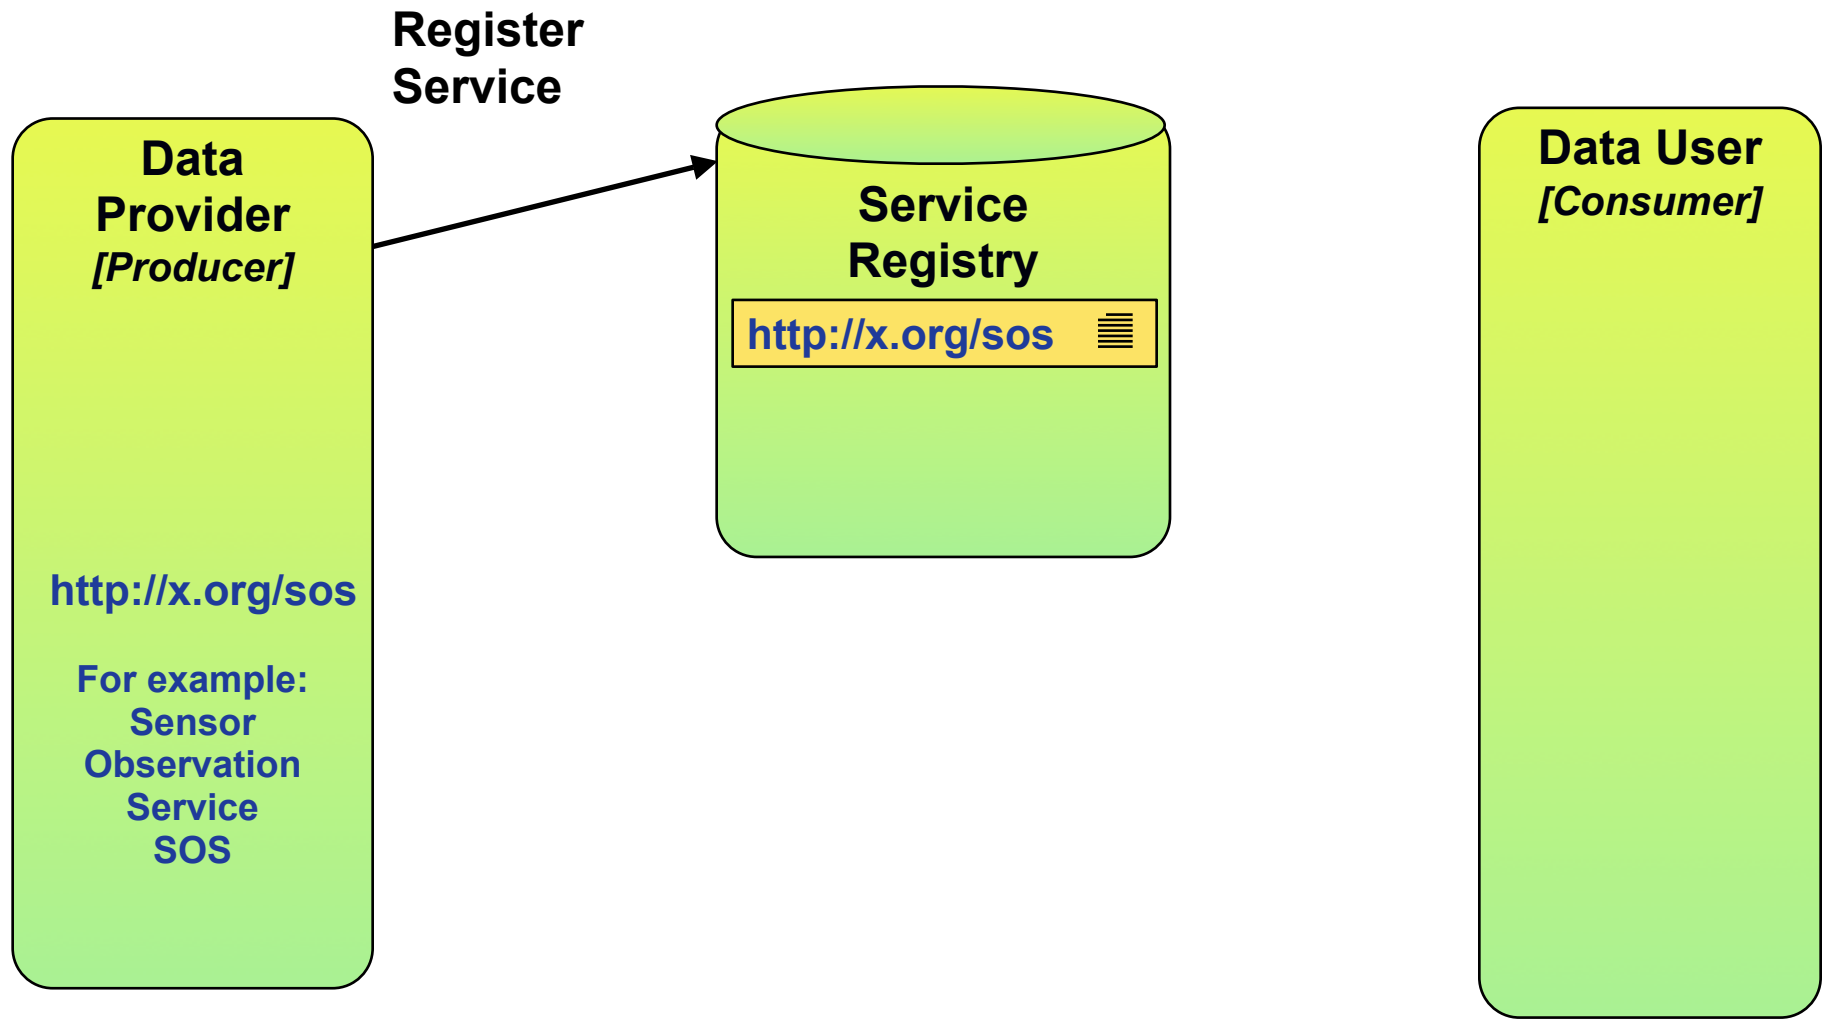 Register
Service
Data
Provider
[Producer]
http://x.org/sos
For example:
Sensor
Observation
Service
SOS
Service
Registry
http://x.org/sos
Data User
[Consumer]